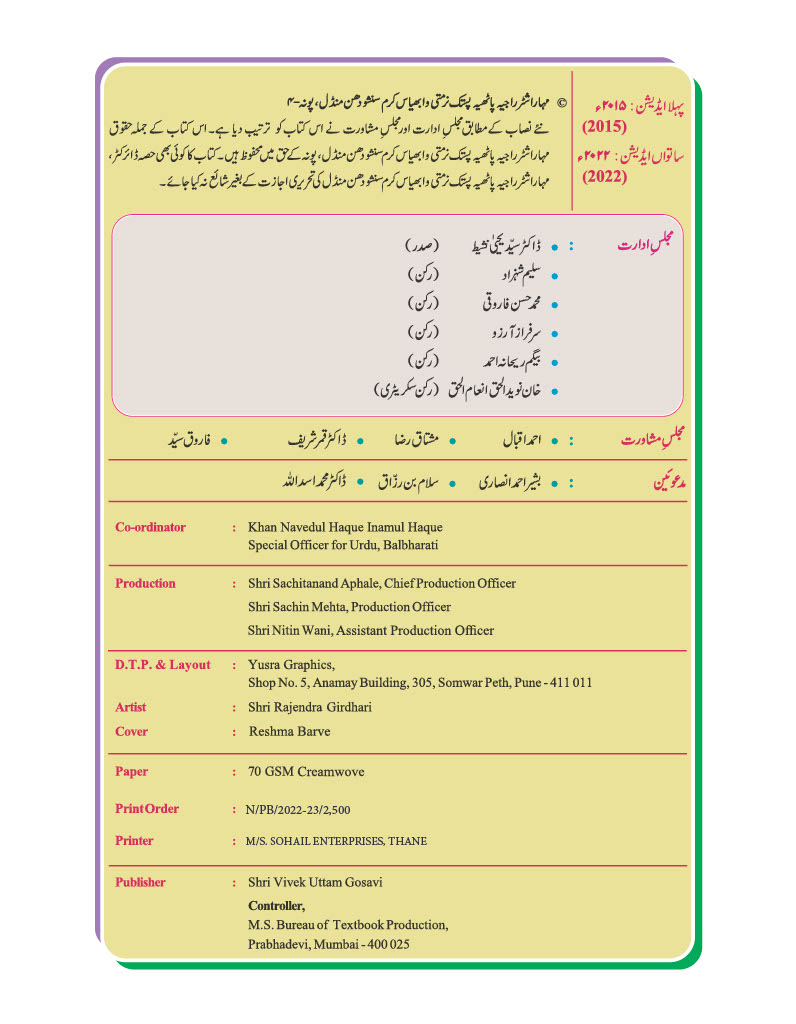 پہلا ایڈیشن : ۲۰۱۵ء
(2015)
ساتواں ایڈیشن : ۲۰۲۲ء
(2022)
© مہاراشٹر راجیہ پاٹھیہ پستک نرمتی و ابھیاس کرم سنشودھن منڈل، پونہ-۴
نئے نصاب کے مطابق مجلسِ ادارت اور مجلسِ مشاورت نے اس کتاب کو ترتیب دیا ہے۔ اس کتاب کے جملہ حقوق
مہاراشٹر راجیہ پاٹھیہ پستک نرمتی و ابھیاس کرم سنشودھن منڈل، پونہ کے حق میں محفوظ ہیں۔ کتاب کا کوئی بھی حصہ ڈائرکٹر،
مہاراشٹر راجیہ پاٹھیہ پستک نرمتی و ابھیاس کرم سنشودھن منڈل کی تحریری اجازت کے بغیر شائع نہ کیا جائے۔
مجلسِ ادارت : • ڈاکٹر سیّد یحییٰ نشیط (صدر)
• سلیم شہزاد (رکن)
• محمد حسن فاروقی (رکن)
• سرفراز آرزو (رکن)
• بیگم ریحانہ احمد (رکن)
• خان نوید الحق انعام الحق (رکن سکریٹری)
مجلسِ مشاورت : • احمد اقبال • مشتاق رضا • ڈاکٹر قمر شریف • فاروق سیّد
مدعوئین : • بشیر احمد انصاری • سلام بن رزّاق • ڈاکٹر محمد اسد اللہ
Co-ordinator : Khan Navedul Haque Inamul Haque
Special Officer for Urdu, Balbharati
Production : Shri Sachitanand Aphale, Chief Production Officer
Shri Sachin Mehta, Production Officer
Shri Nitin Wani, Assistant Production Officer
D.T.P. & Layout : Yusra Graphics,
Shop No. 5, Anamay Building, 305, Somwar Peth, Pune - 411 011
Artist : Shri Rajendra Girdhari
Cover : Reshma Barve
Paper : 70 GSM Creamwove
Print Order : N/PB/2022-23/2,500
Printer : M/S. SOHAIL ENTERPRISES, THANE
Publisher : Shri Vivek Uttam Gosavi
Controller,
M.S. Bureau of Textbook Production,
Prabhadevi, Mumbai - 400 025